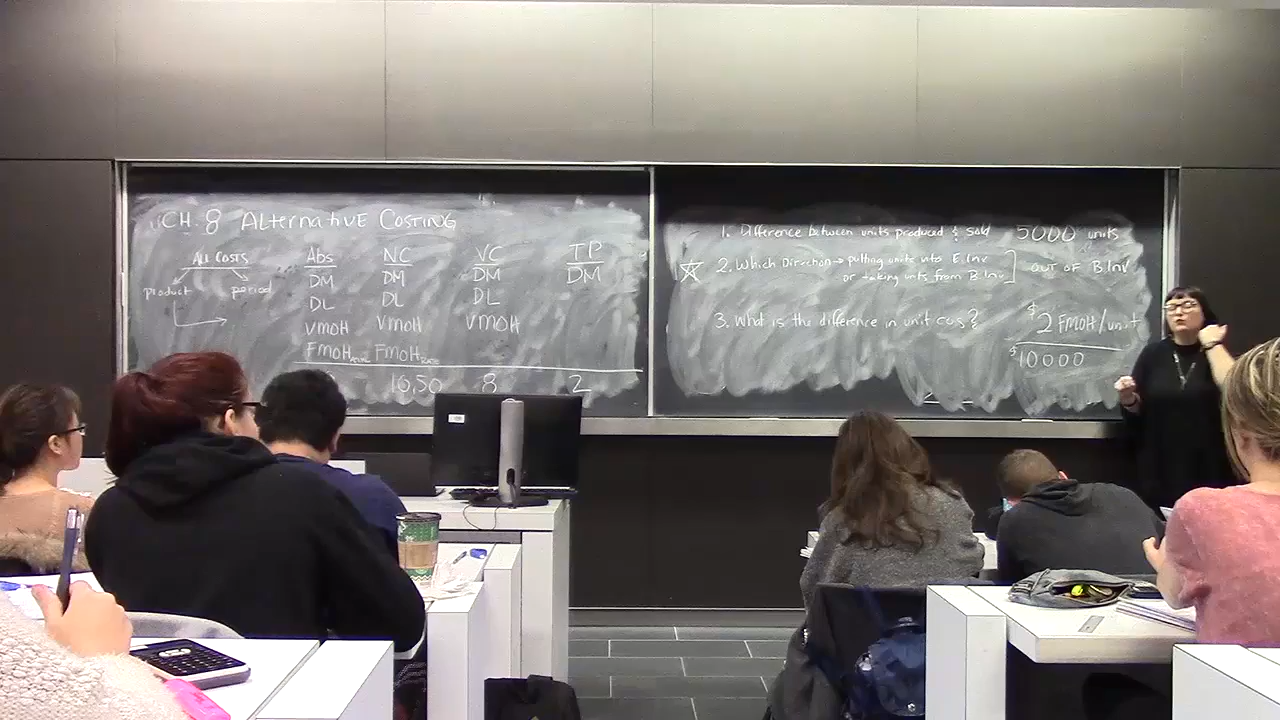 CH. 8 ALTERNATIVE COSTING
ALL COSTS
product period
Abs NC VC TP
DM DM DM DM
DL DL DL
VMOH VMOH VMOH
FMOH FMOH
10,50 8 2
1. Difference between units produced & sold 5000 units
2. Which Direction → putting units into E.Inv
or taking units from B.Inv
OUT OF B.INV
3. What is the difference in unit cos? $2 FMOH/unit
$10000